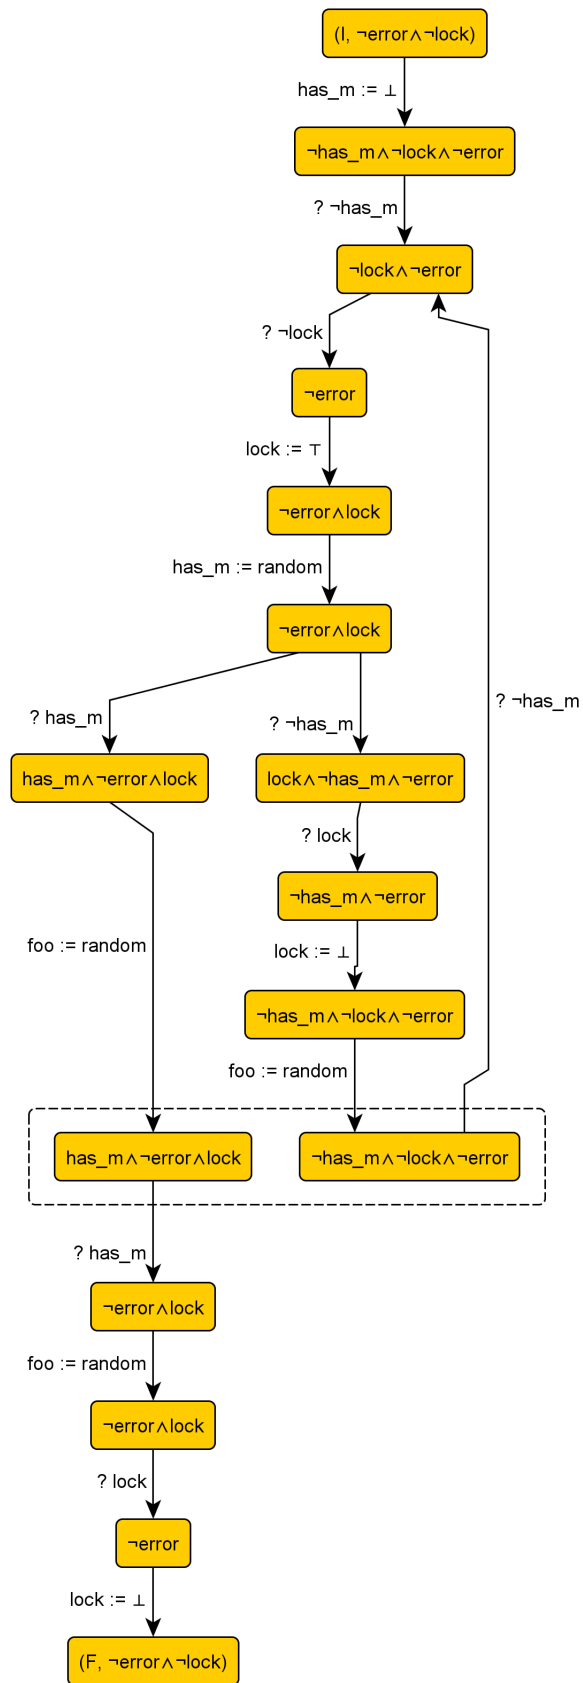 (I, ¬error∧¬lock)
has_m := ⊥
¬has_m∧¬lock∧¬error
? ¬has_m
¬lock∧¬error
? ¬lock
¬error
lock := ⊤
¬error∧lock
has_m := random
¬error∧lock
? has_m
? ¬has_m
? ¬has_m
has_m∧¬error∧lock
lock∧¬has_m∧¬error
? lock
¬has_m∧¬error
foo := random
lock := ⊥
¬has_m∧¬lock∧¬error
foo := random
has_m∧¬error∧lock
¬has_m∧¬lock∧¬error
? has_m
¬error∧lock
foo := random
¬error∧lock
? lock
¬error
lock := ⊥
(F, ¬error∧¬lock)